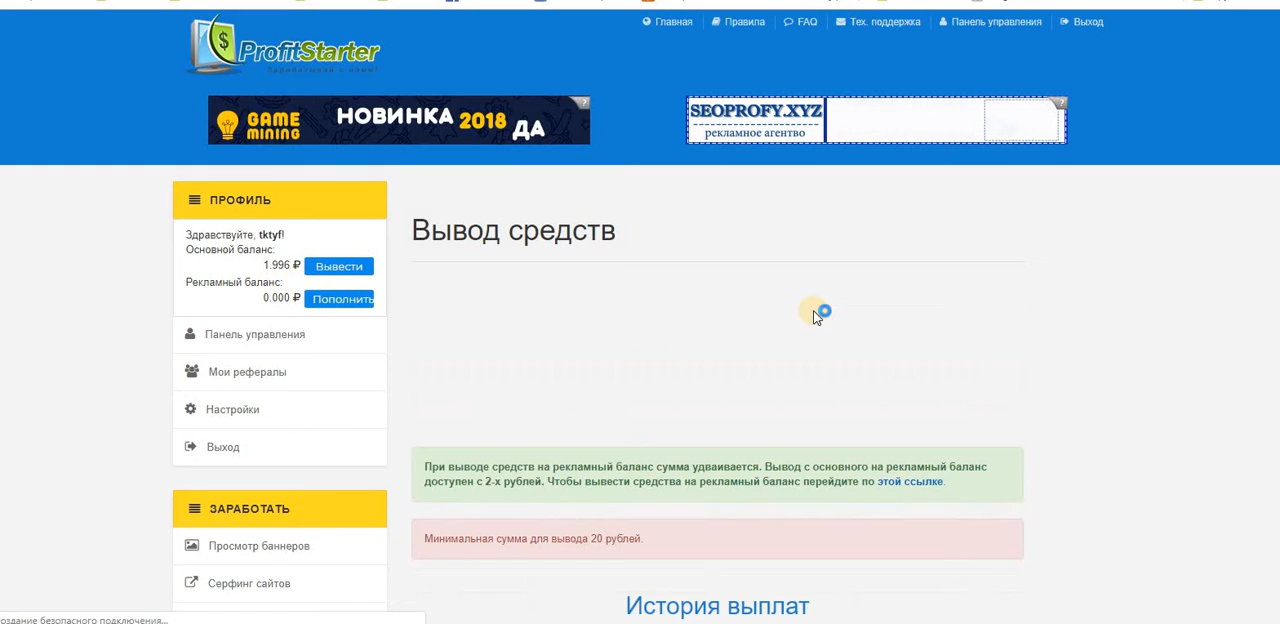 Главная
Правила
FAQ
Тех. поддержка
Панель управления
Выход
ProfitStarter
GAME MINING
НОВИНКА 2018 ДА
SEOPROFY.XYZ
рекламное агентство
ПРОФИЛЬ
Здравствуйте, tktyf!
Основной баланс:
1.996 ₽ Вывести
Рекламный баланс:
0.000 ₽ Пополнить
Панель управления
Мои рефералы
Настройки
Выход
ЗАРАБОТАТЬ
Просмотр баннеров
Серфинг сайтов
Вывод средств
При выводе средств на рекламный баланс сумма удваивается. Вывод с основного на рекламный баланс
доступен с 2-х рублей. Чтобы вывести средства на рекламный баланс перейдите по этой ссылке.
Минимальная сумма для вывода 20 рублей.
История выплат
безопасного подключения...